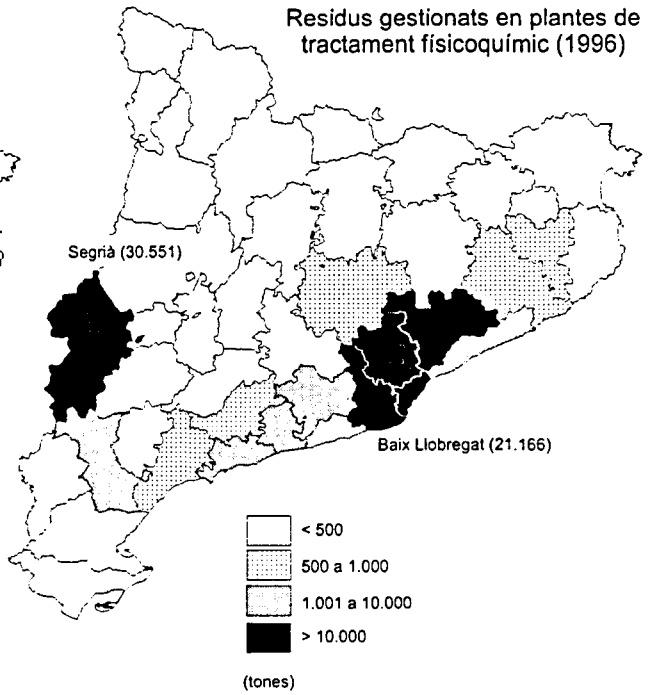 Residus gestionats en plantes de
tractament físicoquímic (1996)
Segrià (30.551)
Baix Llobregat (21.166)
< 500
500 a 1.000
1.001 a 10.000
> 10.000
(tones)